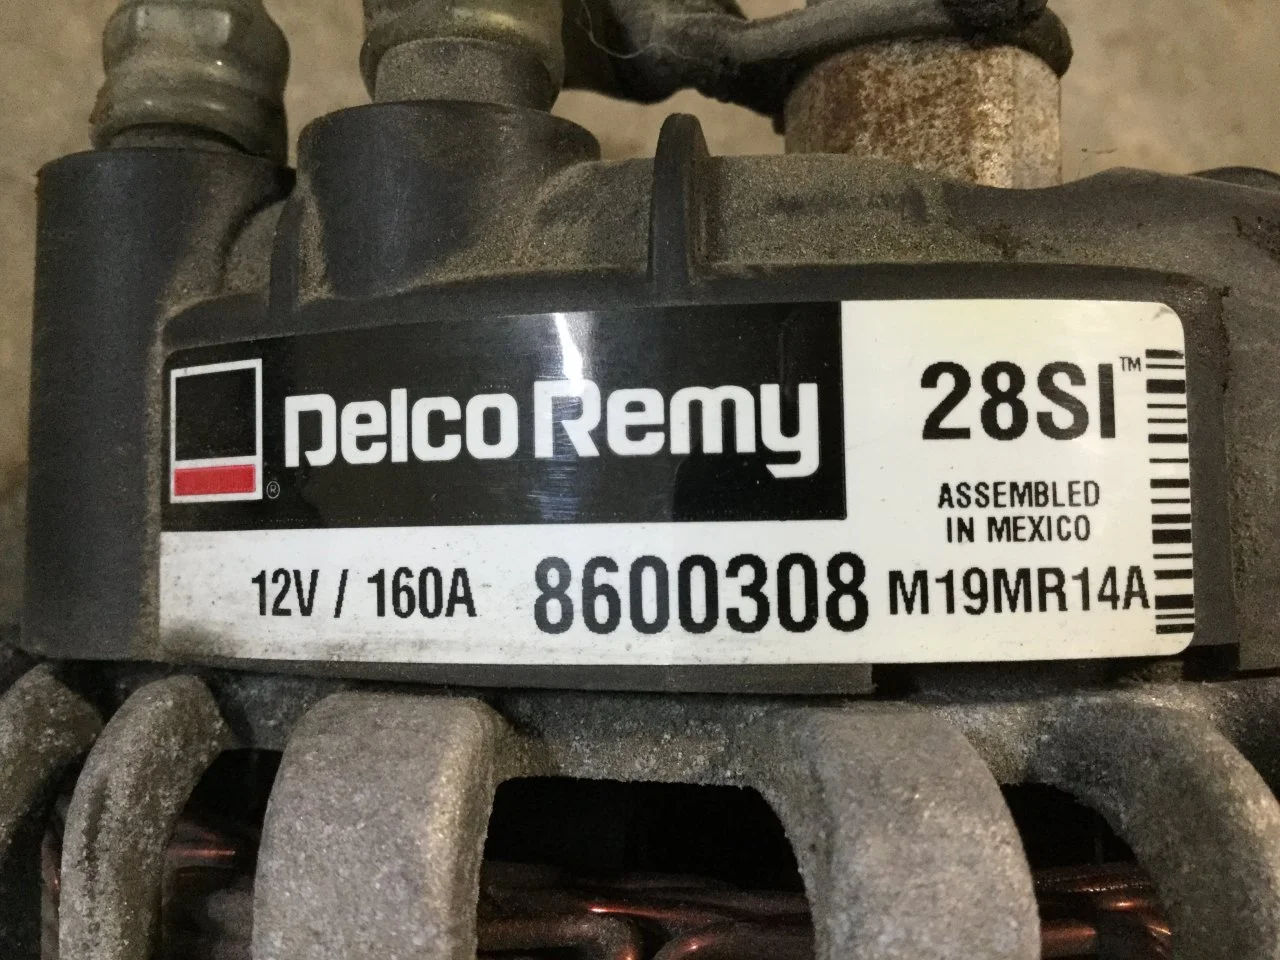 Delco Remy ®
28SI™
ASSEMBLED
IN MEXICO
12V / 160A 8600308 M19MR14A